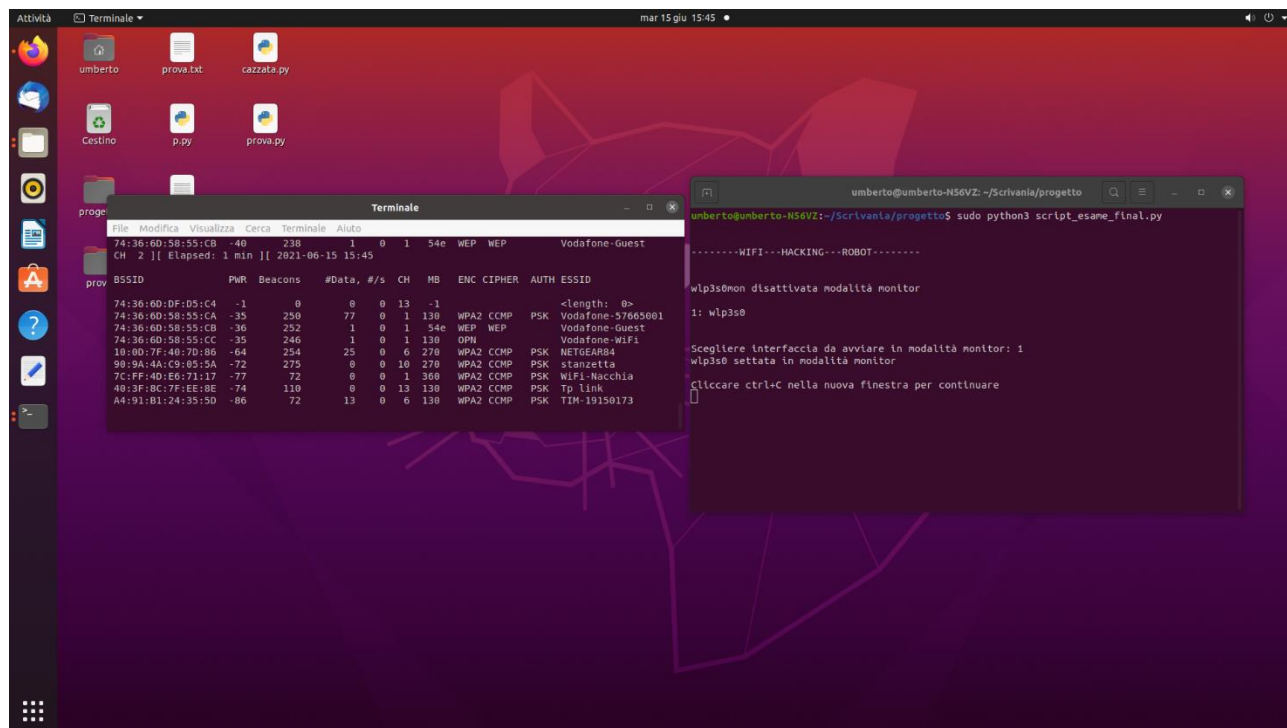 Attività Terminale mar 15 giu 15:45
umberto prova.txt cazzata.py
Cestino p.py prova.py
proge
prov
Terminale
File Modifica Visualizza Cerca Terminale Aiuto
74:36:6D:58:55:CB -40 238 1 0 1 54e WEP WEP Vodafone-Guest
CH 2 ][ Elapsed: 1 min ][ 2021-06-15 15:45
BSSID PWR Beacons #Data, #/s CH MB ENC CIPHER AUTH ESSID
74:36:6D:DF:D5:C4 -1 0 0 0 13 -1 <length: 0>
74:36:6D:58:55:CA -35 250 77 0 1 130 WPA2 CCMP PSK Vodafone-57665001
74:36:6D:58:55:CB -36 252 1 0 1 54e WEP WEP Vodafone-Guest
74:36:6D:58:55:CC -35 246 1 0 1 130 OPN Vodafone-WiFi
10:0D:7F:40:7D:86 -64 254 25 0 6 270 WPA2 CCMP PSK NETGEAR84
90:9A:4A:C9:05:5A -72 275 0 0 10 270 WPA2 CCMP PSK stanzetta
7C:FF:4D:E6:71:17 -77 72 0 0 1 360 WPA2 CCMP PSK WiFi-Nacchia
40:3F:8C:7F:EE:8E -74 110 0 0 13 130 WPA2 CCMP PSK Tp link
A4:91:B1:24:35:5D -86 72 13 0 6 130 WPA2 CCMP PSK TIM-19150173
umberto@umberto-N56VZ: ~/Scrivania/progetto
umberto@umberto-N56VZ:~/Scrivania/progetto$ sudo python3 script_esame_final.py
--------WIFI---HACKING---ROBOT--------
wlp3s0mon disattivata modalità monitor
1: wlp3s0
Scegliere interfaccia da avviare in modalità monitor: 1
wlp3s0 settata in modalità monitor
Cliccare ctrl+C nella nuova finestra per continuare